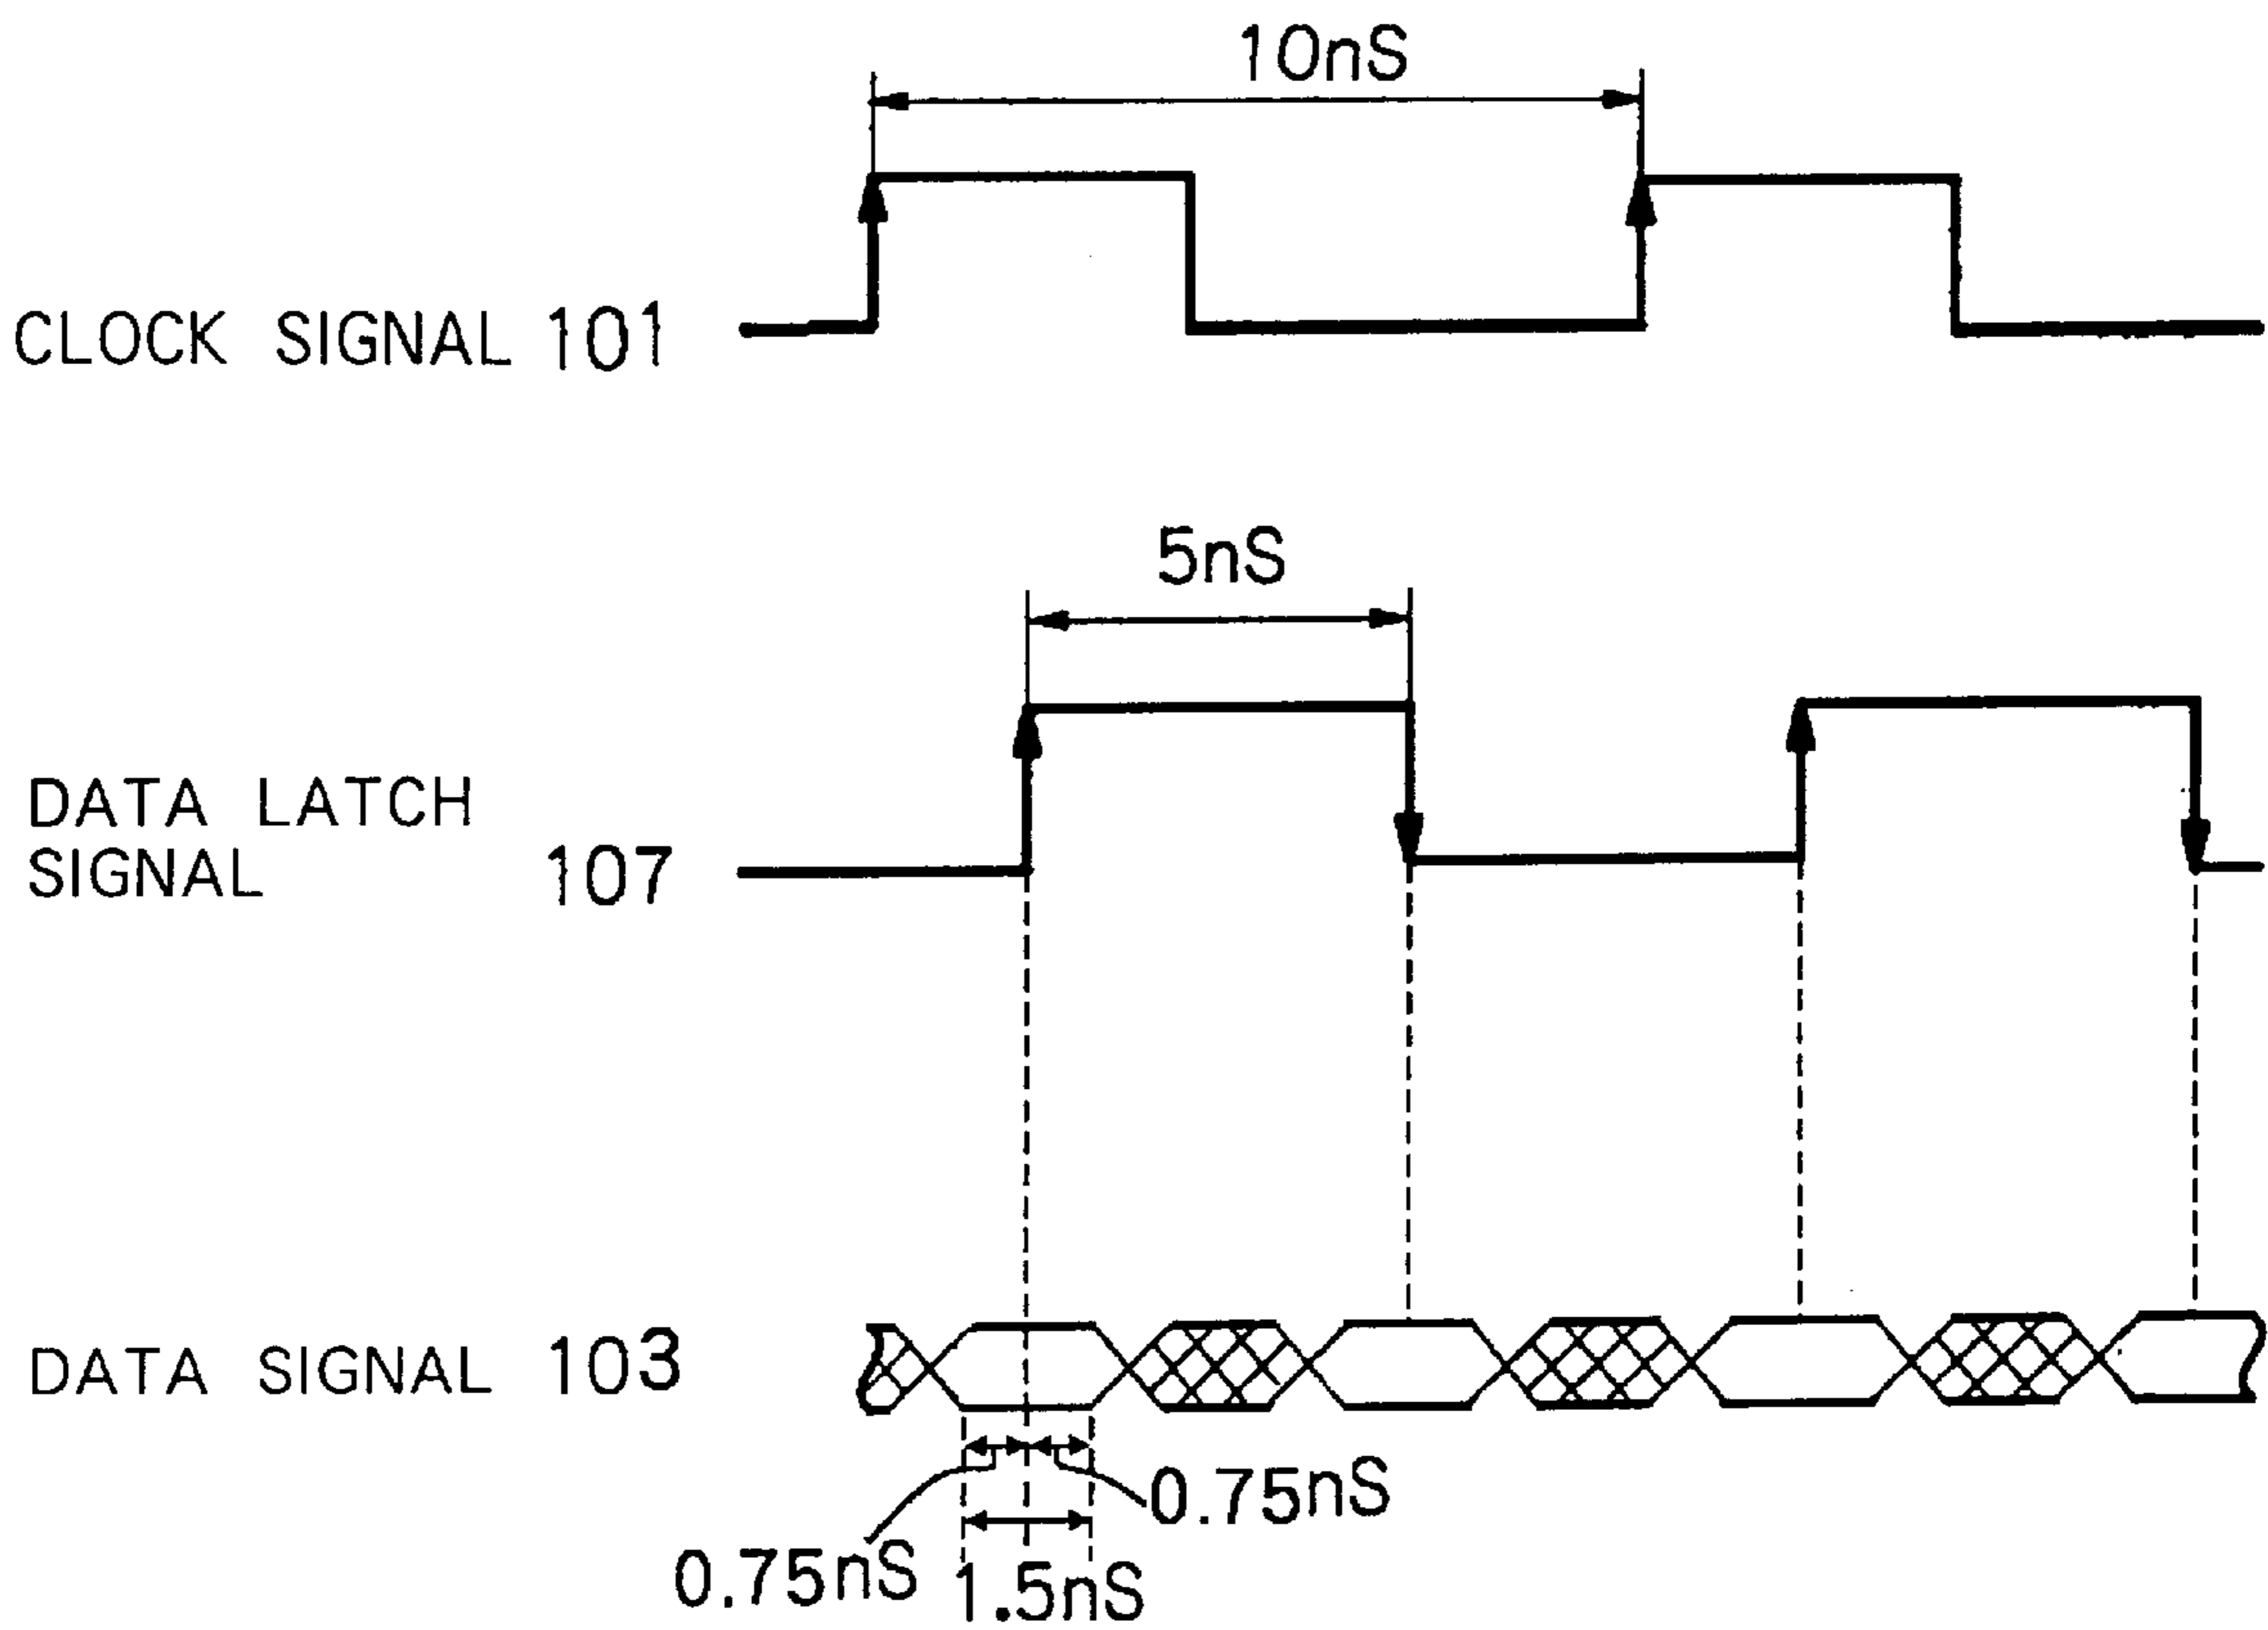 10nS
CLOCK SIGNAL 101
5nS
DATA LATCH
SIGNAL 107
DATA SIGNAL 103
0.75nS
0.75nS
1.5nS